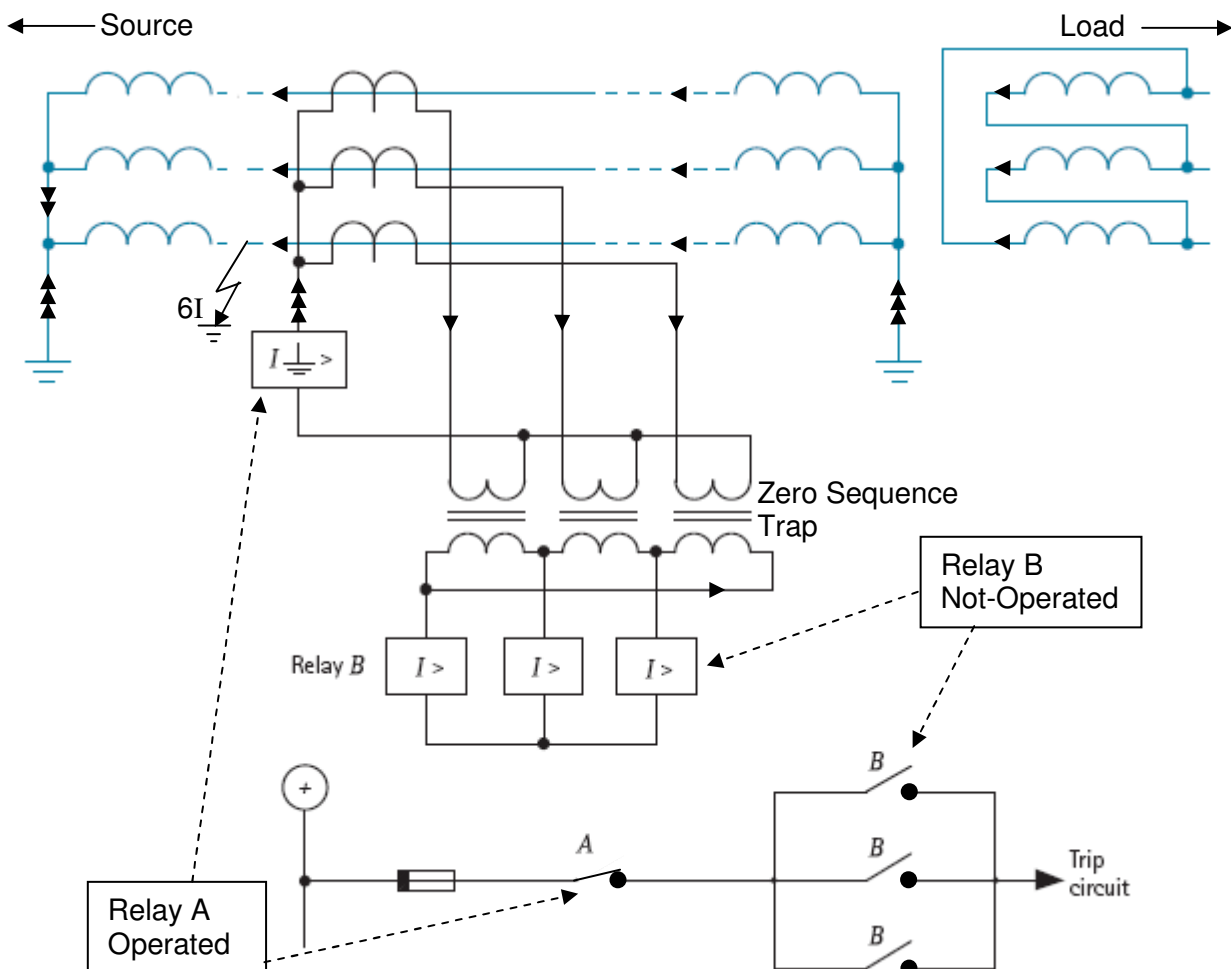 Source
Load
6I
I >
Zero Sequence
Trap
Relay B
Not-Operated
Relay B
I >
I >
I >
+
B
A
B
Trip
circuit
Relay A
Operated
B